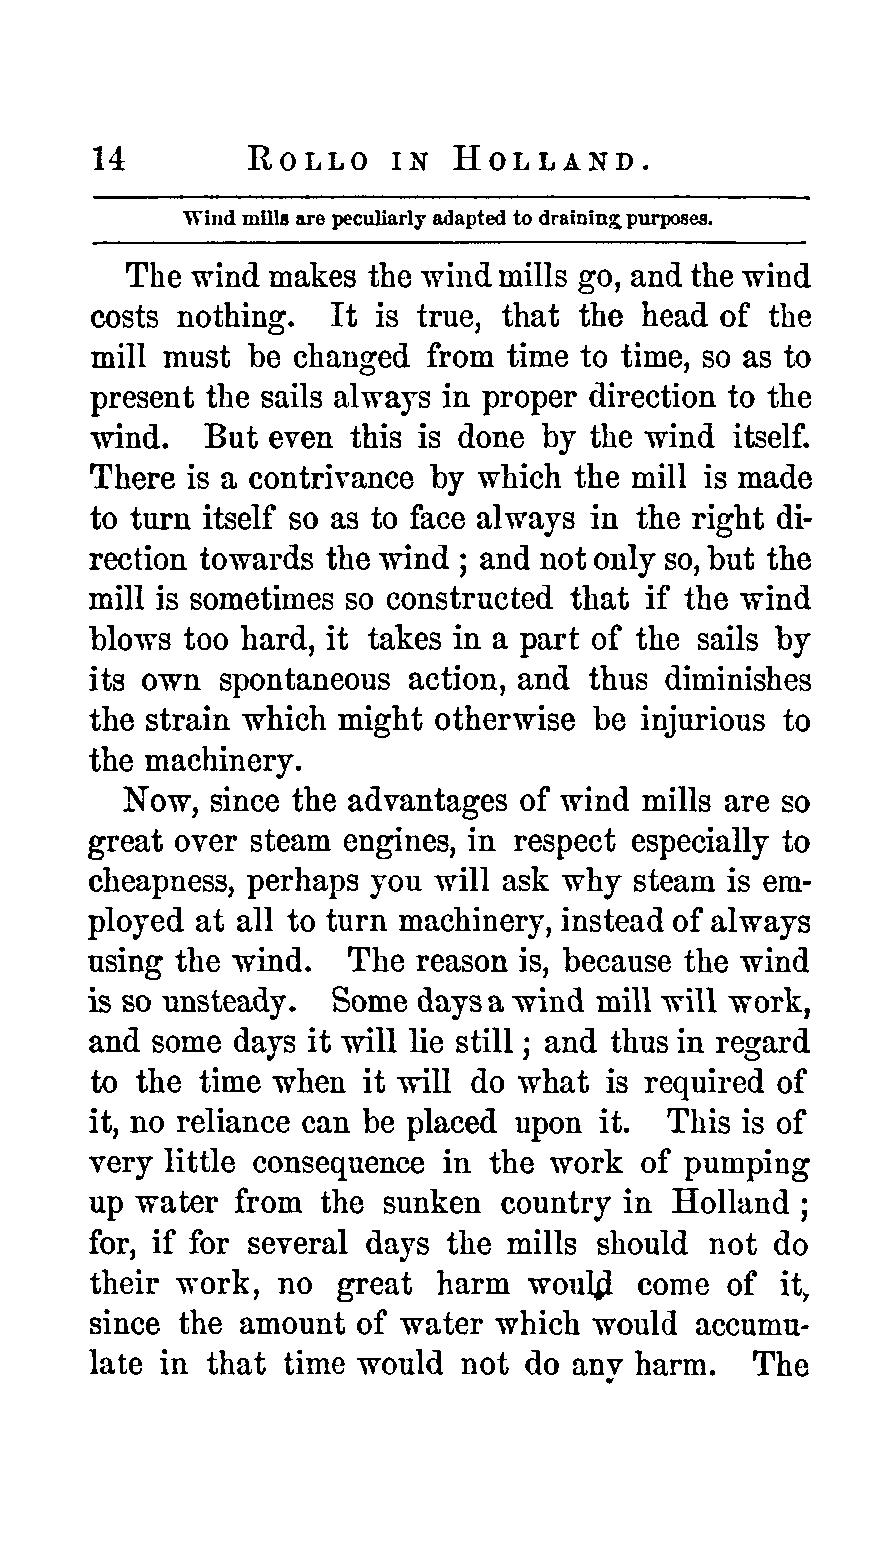 14 ROLLO IN HOLLAND.
Wind mills are peculiarly adapted to draining purposes.
The wind makes the wind mills go, and the wind
costs nothing. It is true, that the head of the
mill must be changed from time to time, so as to
present the sails always in proper direction to the
wind. But even this is done by the wind itself.
There is a contrivance by which the mill is made
to turn itself so as to face always in the right di-
rection towards the wind ; and not only so, but the
mill is sometimes so constructed that if the wind
blows too hard, it takes in a part of the sails by
its own spontaneous action, and thus diminishes
the strain which might otherwise be injurious to
the machinery.
Now, since the advantages of wind mills are so
great over steam engines, in respect especially to
cheapness, perhaps you will ask why steam is em-
ployed at all to turn machinery, instead of always
using the wind. The reason is, because the wind
is so unsteady. Some days a wind mill will work,
and some days it will lie still ; and thus in regard
to the time when it will do what is required of
it, no reliance can be placed upon it. This is of
very little consequence in the work of pumping
up water from the sunken country in Holland ;
for, if for several days the mills should not do
their work, no great harm would come of it,
since the amount of water which would accumu-
late in that time would not do any harm. The